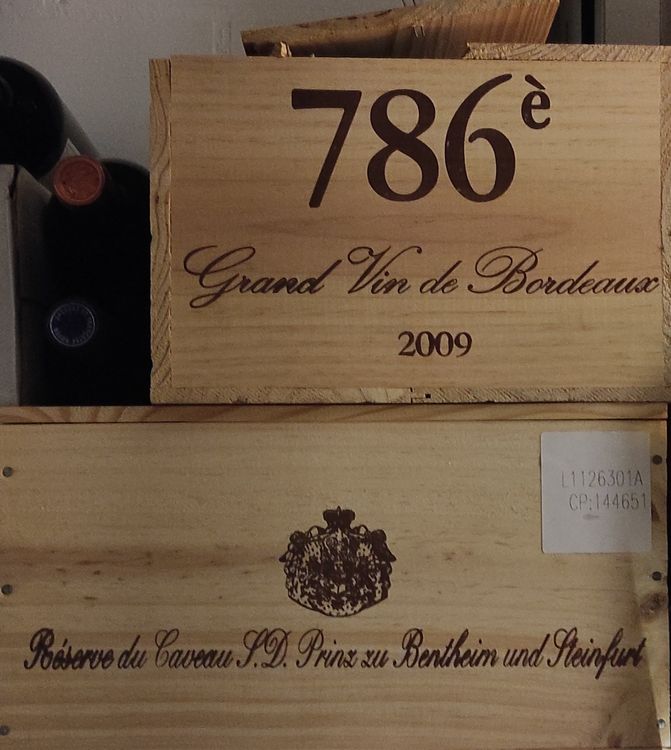 786è
Grand Vin de Bordeaux
2009
L1126301A
CP:144651
Réserve du Caveau S.D. Prinz zu Bentheim und Steinfurt